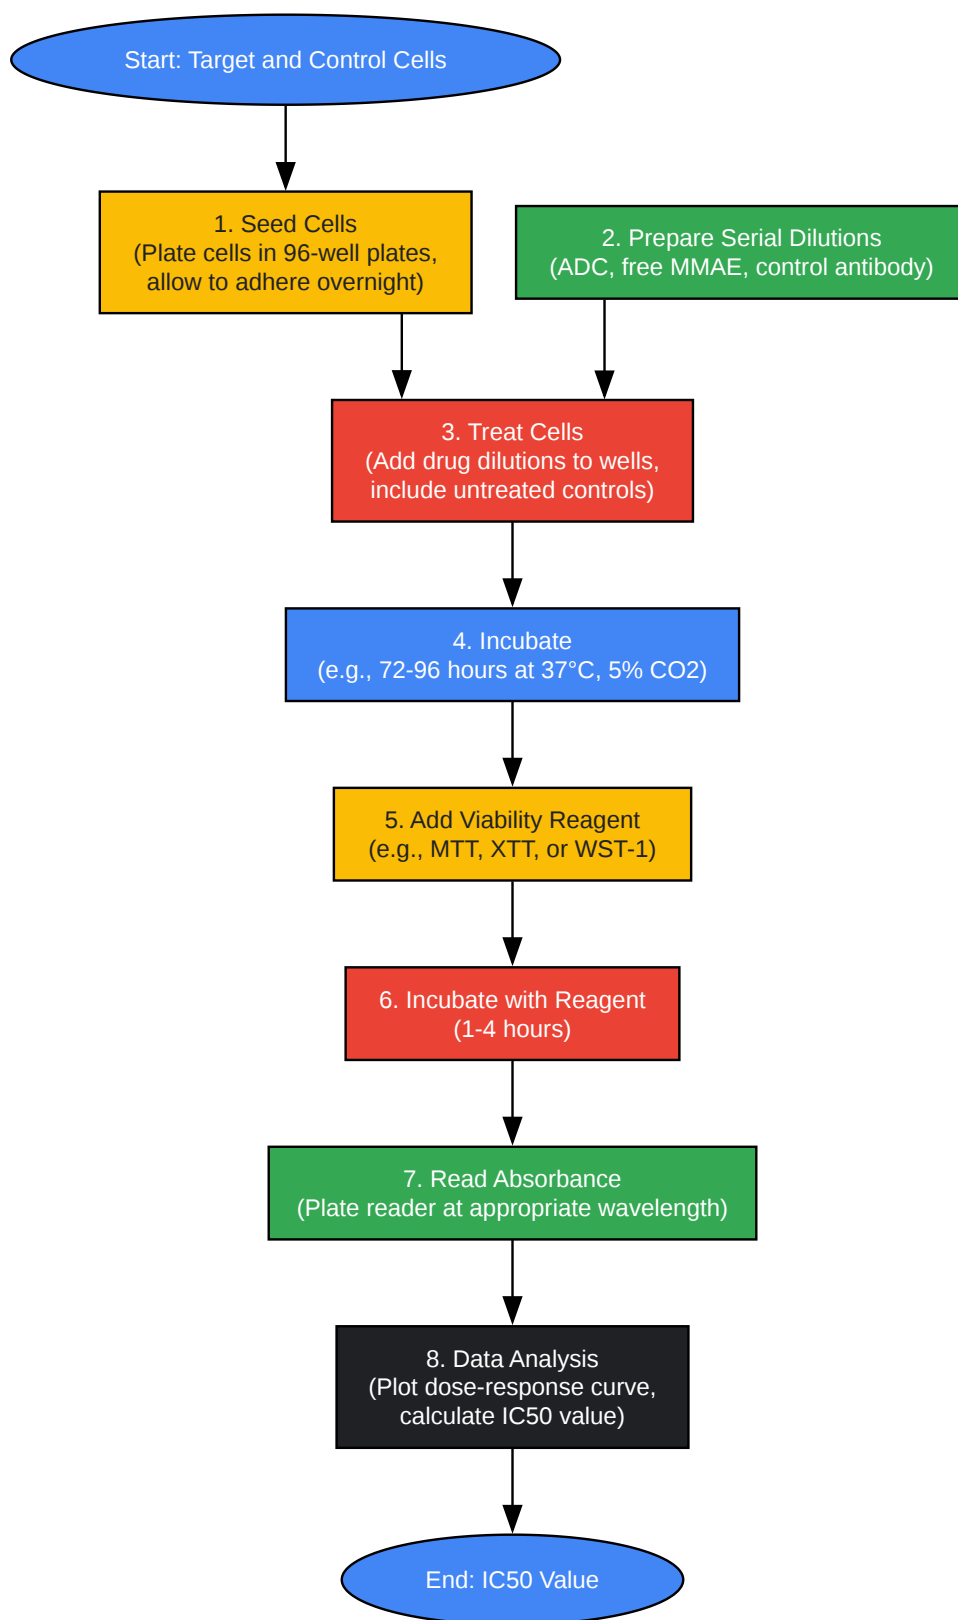 Start: Target and Control Cells
1. Seed Cells
(Plate cells in 96-well plates,
allow to adhere overnight)
2. Prepare Serial Dilutions
(ADC, free MMAE, control antibody)
3. Treat Cells
(Add drug dilutions to wells,
include untreated controls)
4. Incubate
(e.g., 72-96 hours at 37°C, 5% CO2)
5. Add Viability Reagent
(e.g., MTT, XTT, or WST-1)
6. Incubate with Reagent
(1-4 hours)
7. Read Absorbance
(Plate reader at appropriate wavelength)
8. Data Analysis
(Plot dose-response curve,
calculate IC50 value)
End: IC50 Value